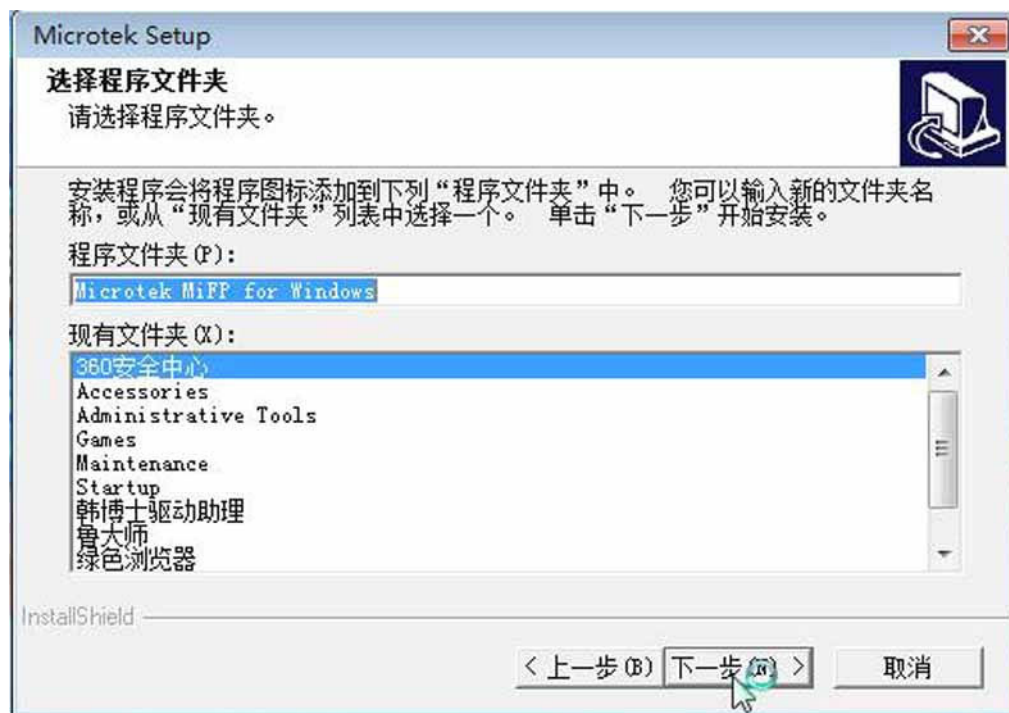 Microtek Setup
选择程序文件夹
请选择程序文件夹。
安装程序会将程序图标添加到下列“程序文件夹”中。 您可以输入新的文件夹名
称，或从“现有文件夹”列表中选择一个。 单击“下一步”开始安装。
程序文件夹(P)：
Microtek MiFP for Windows
现有文件夹(X)：
360安全中心
Accessories
Administrative Tools
Games
Maintenance
Startup
韩博士驱动助理
鲁大师
绿色浏览器
InstallShield
< 上一步(B) 下一步(N) > 取消